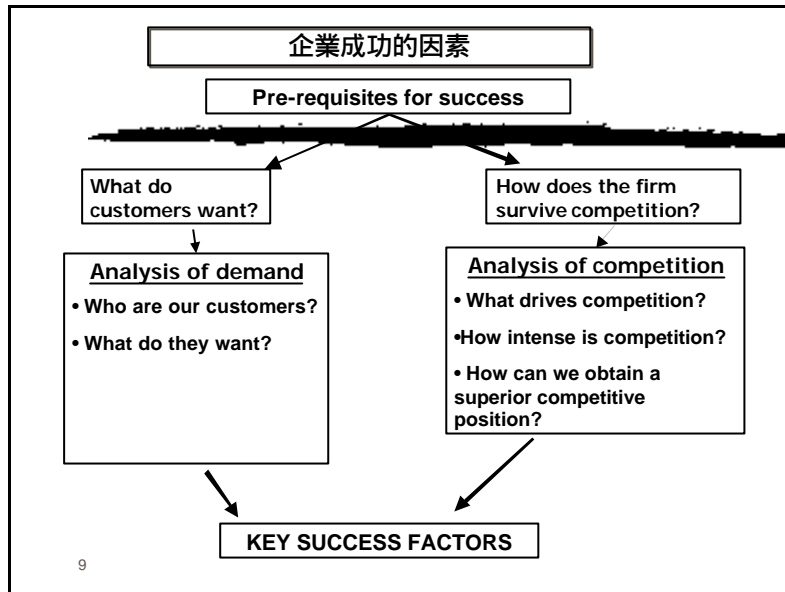 企業成功的因素
Pre-requisites for success
What do
customers want?
How does the firm
survive competition?
Analysis of demand
• Who are our customers?
• What do they want?
Analysis of competition
• What drives competition?
•How intense is competition?
• How can we obtain a
superior competitive
position?
KEY SUCCESS FACTORS
9